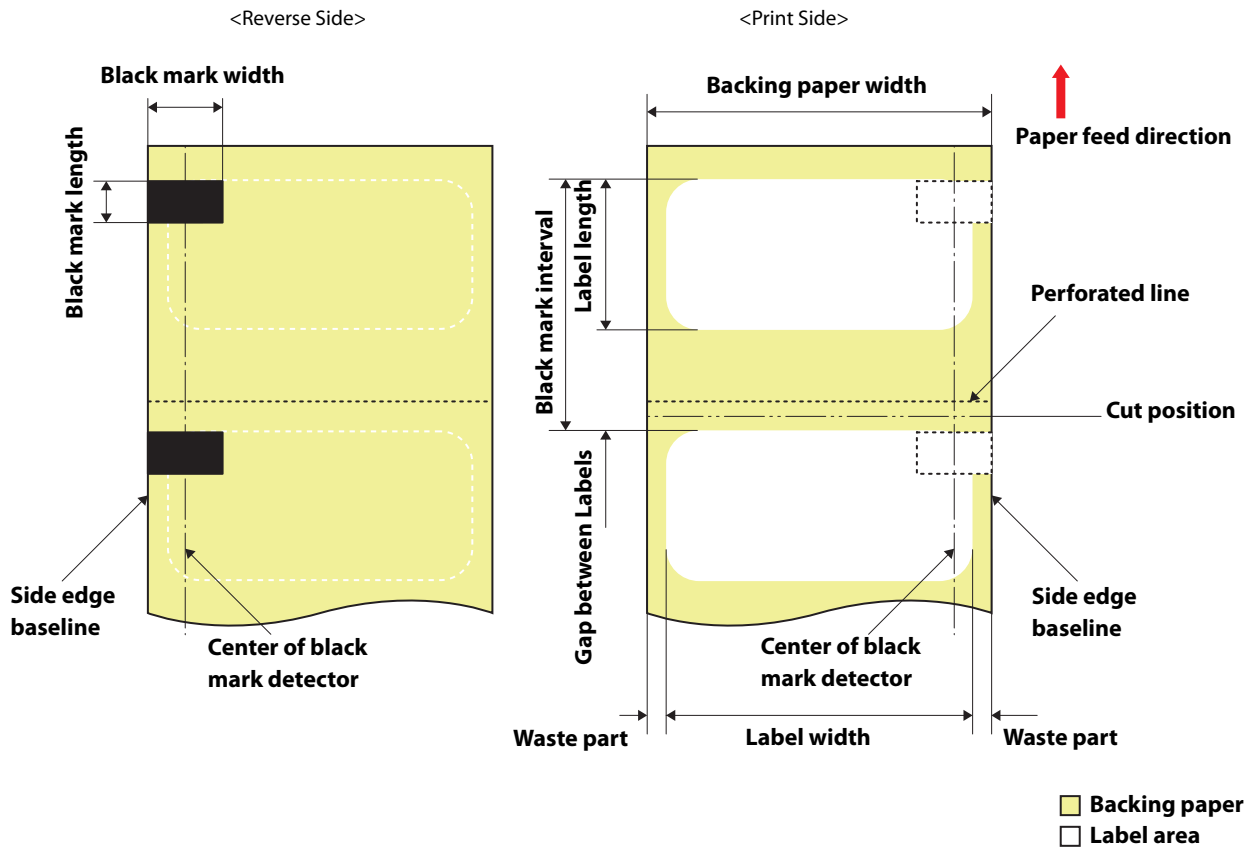 <Reverse Side>
<Print Side>
Black mark width
Backing paper width
Paper feed direction
Black mark length
Black mark interval
Label length
Perforated line
Cut position
Gap between Labels
Side edge
baseline
Center of black
mark detector
Center of black
mark detector
Side edge
baseline
Waste part
Label width
Waste part
Backing paper
Label area